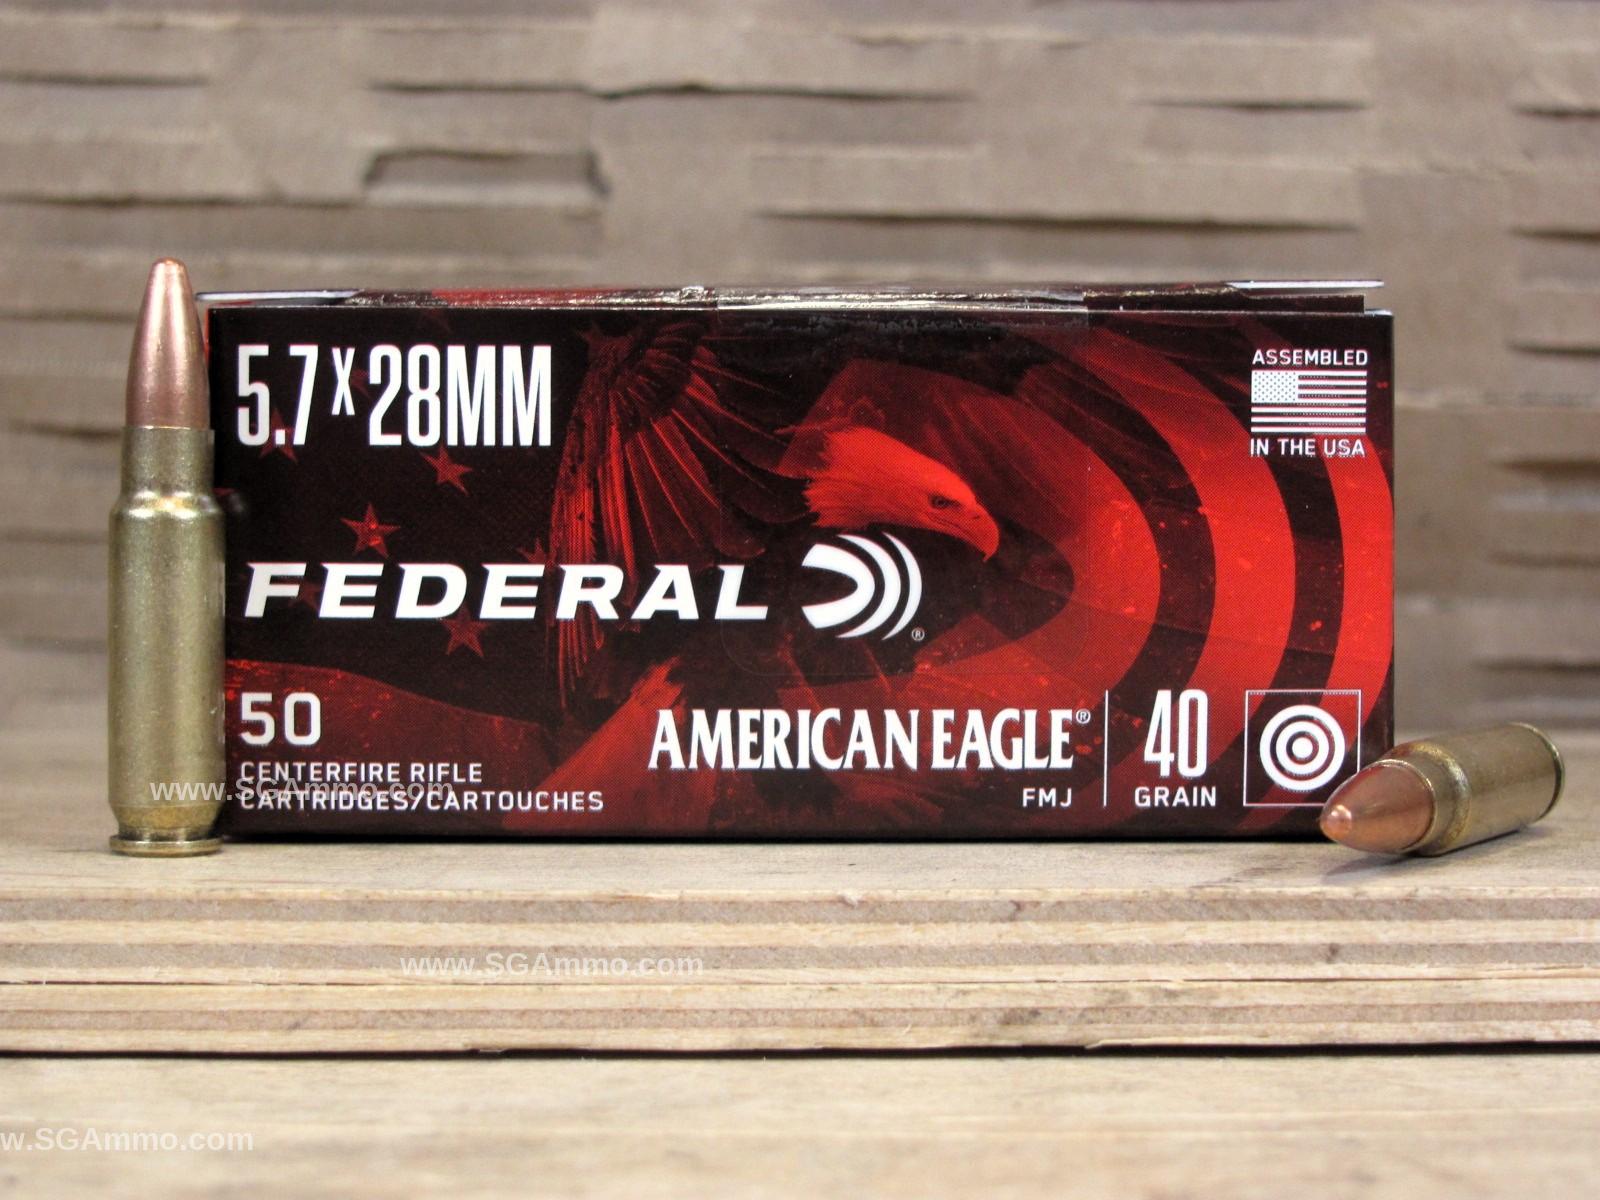 5.7x28MM
ASSEMBLED
IN THE USA
FEDERAL®
50
CENTERFIRE RIFLE
CARTRIDGES/CARTOUCHES
AMERICAN EAGLE®
FMJ
40
GRAIN
www.SGAmmo.com
www.SGAmmo.com
w.SGAmmo.com